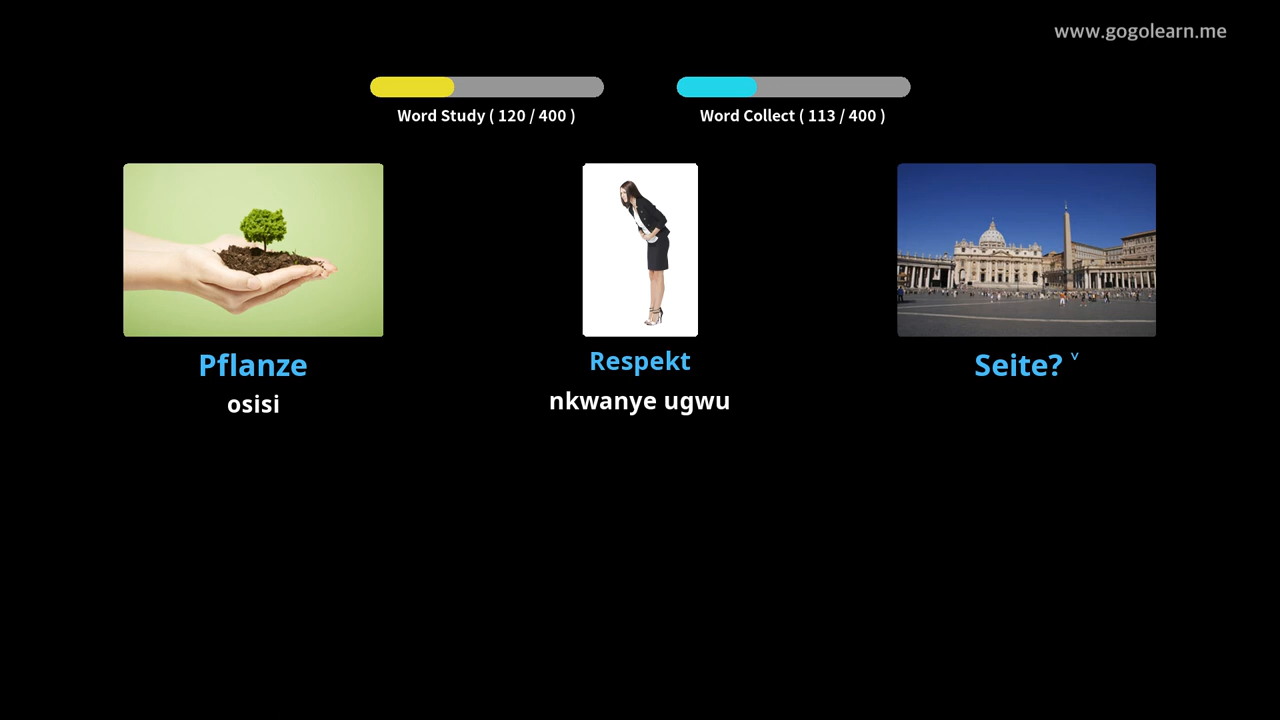 www.gogolearn.me
Word Study ( 120 / 400 )
Word Collect ( 113 / 400 )
Pflanze
osisi
Respekt
nkwanye ugwu
Seite? ᵛ